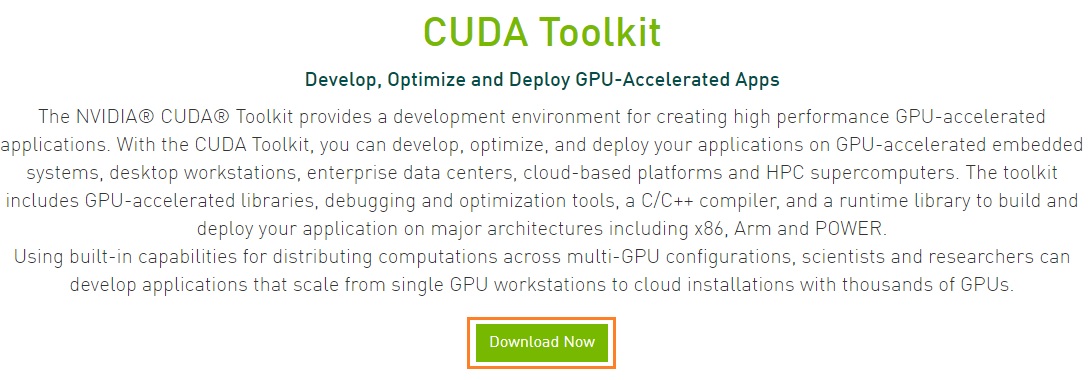 CUDA Toolkit
Develop, Optimize and Deploy GPU-Accelerated Apps
The NVIDIA® CUDA® Toolkit provides a development environment for creating high performance GPU-accelerated
applications. With the CUDA Toolkit, you can develop, optimize, and deploy your applications on GPU-accelerated embedded
systems, desktop workstations, enterprise data centers, cloud-based platforms and HPC supercomputers. The toolkit
includes GPU-accelerated libraries, debugging and optimization tools, a C/C++ compiler, and a runtime library to build and
deploy your application on major architectures including x86, Arm and POWER.
Using built-in capabilities for distributing computations across multi-GPU configurations, scientists and researchers can
develop applications that scale from single GPU workstations to cloud installations with thousands of GPUs.
Download Now